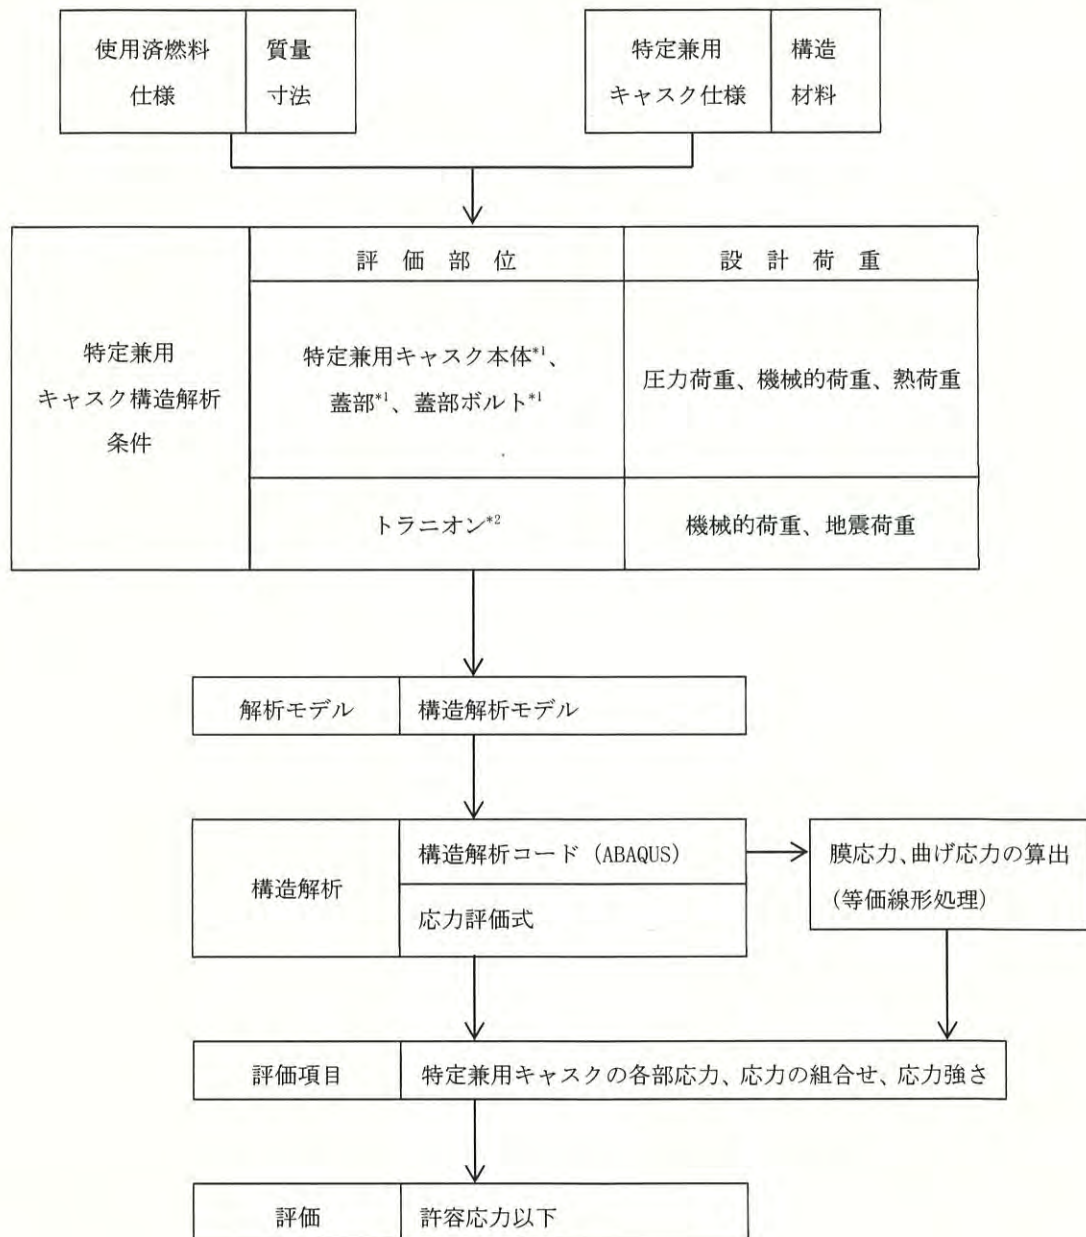 使用済燃料
仕様
質量
寸法
特定兼用
キャスク仕様
構造
材料
特定兼用
キャスク構造解析
条件
評価部位
設計荷重
特定兼用キャスク本体*1、
蓋部*1、蓋部ボルト*1
圧力荷重、機械的荷重、熱荷重
トラニオン*2
機械的荷重、地震荷重
解析モデル
構造解析モデル
構造解析
構造解析コード（ABAQUS）
応力評価式
膜応力、曲げ応力の算出
(等価線形処理)
評価項目
特定兼用キャスクの各部応力、応力の組合せ、応力強さ
評価
許容応力以下